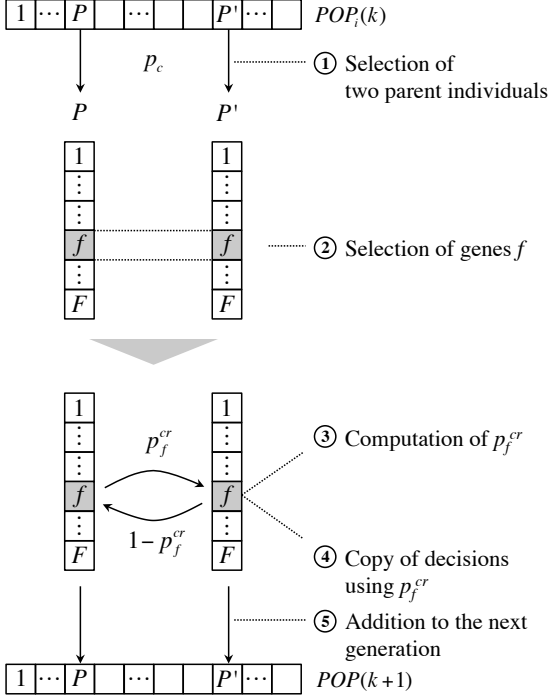 1 ⋯ P ⋯ P' ⋯ POP_i(k)
p_c
① Selection of
two parent individuals
P P'
1 1
⋮ ⋮
⋮ ⋮
f f
② Selection of genes f
⋮ ⋮
F F
1 1
⋮ ⋮
⋮ ⋮
p_f^{cr}
③ Computation of p_f^{cr}
f f
1 − p_f^{cr}
⋮ ⋮
F F
④ Copy of decisions
using p_f^{cr}
⑤ Addition to the next
generation
1 ⋯ P ⋯ P' ⋯ POP(k+1)